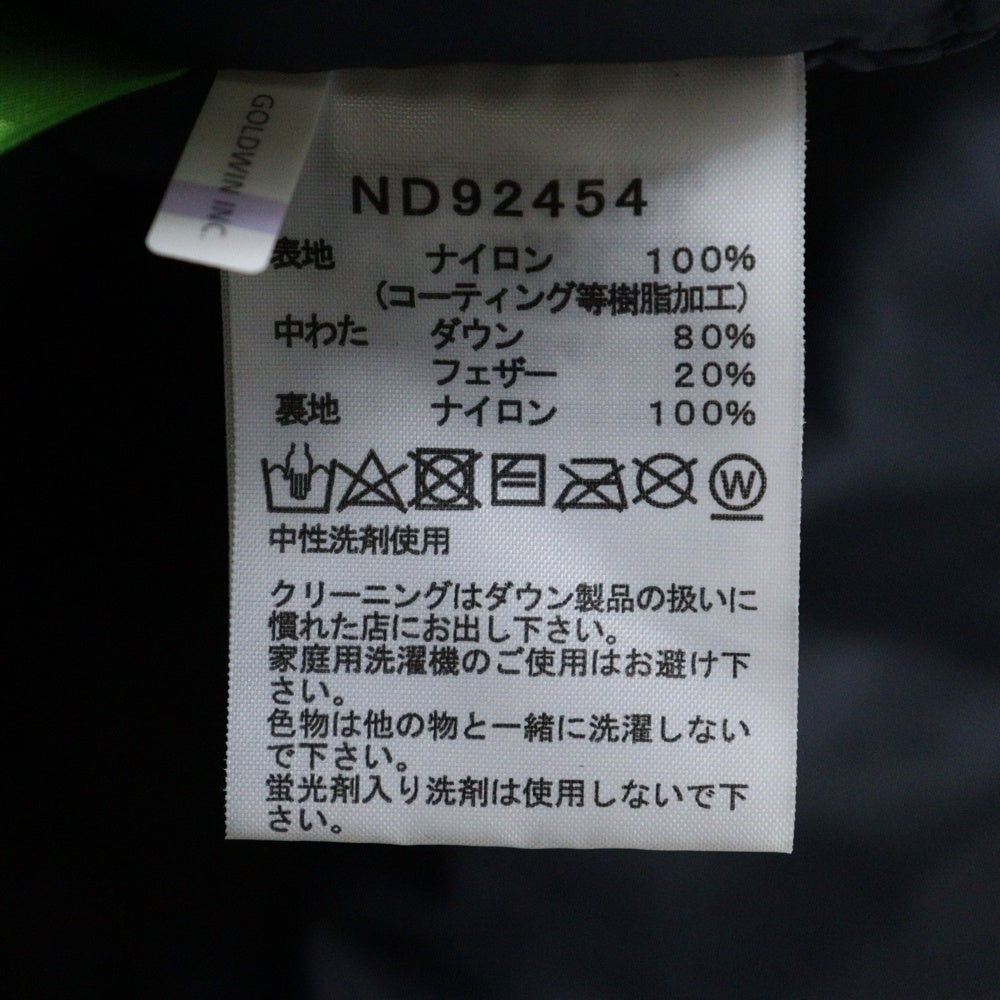 GOLDWIN INC.
ND92454
表地 ナイロン 100%
(コーティング等樹脂加工)
中わた ダウン 80%
フェザー 20%
裏地 ナイロン 100%
W
中性洗剤使用
クリーニングはダウン製品の扱いに
慣れた店にお出し下さい。
家庭用洗濯機のご使用はお避け下
さい。
色物は他の物と一緒に洗濯しない
で下さい。
蛍光剤入り洗剤は使用しないで下
さい。